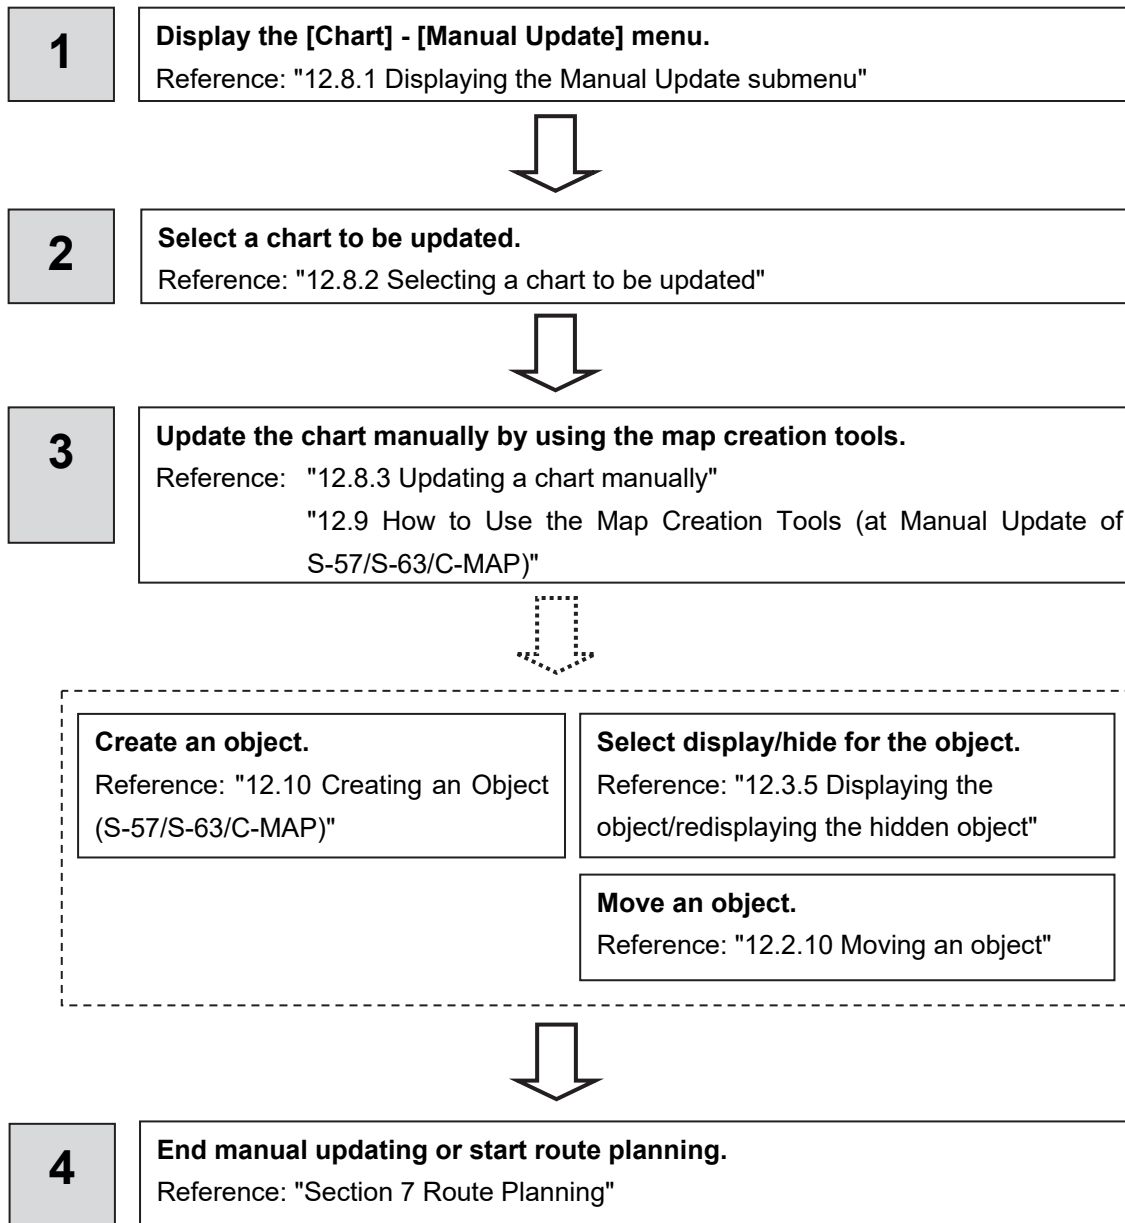 1
Display the [Chart] - [Manual Update] menu.
Reference: "12.8.1 Displaying the Manual Update submenu"
2
Select a chart to be updated.
Reference: "12.8.2 Selecting a chart to be updated"
3
Update the chart manually by using the map creation tools.
Reference: "12.8.3 Updating a chart manually"
"12.9 How to Use the Map Creation Tools (at Manual Update of
S-57/S-63/C-MAP)"
Create an object.
Reference: "12.10 Creating an Object
(S-57/S-63/C-MAP)"
Select display/hide for the object.
Reference: "12.3.5 Displaying the
object/redisplaying the hidden object"
Move an object.
Reference: "12.2.10 Moving an object"
4
End manual updating or start route planning.
Reference: "Section 7 Route Planning"